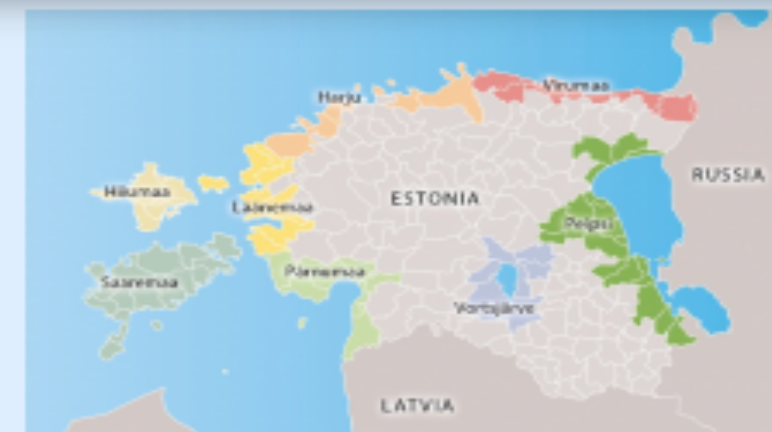 Virumaa
Harju
RUSSIA
Hiiumaa
ESTONIA
Läänemaa
Peipsi
Pärnumaa
Saaremaa
Võrtsjärve
LATVIA